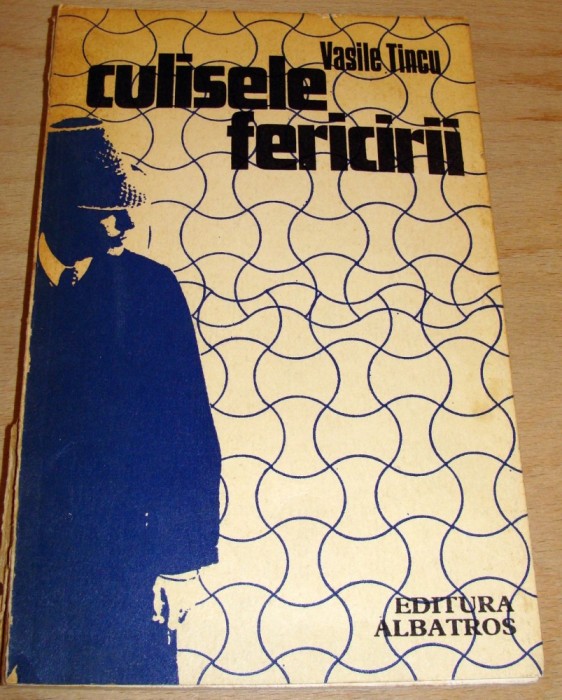 Vasile Tincu
culisele
fericirii
EDITURA
ALBATROS